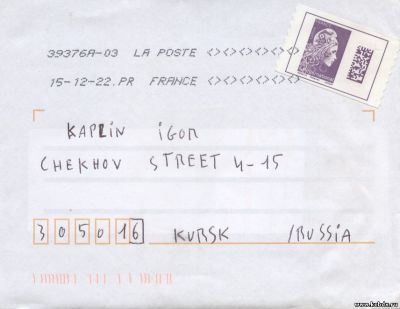 39376A-03 LA POSTE <><><><><><><><>
15-12-22.PR FRANCE <><><><><><><><>
KAPLIN IGOR
CHEKHOV STREET 4-15
305016 KURSK /RUSSIA
www.kabda.ru